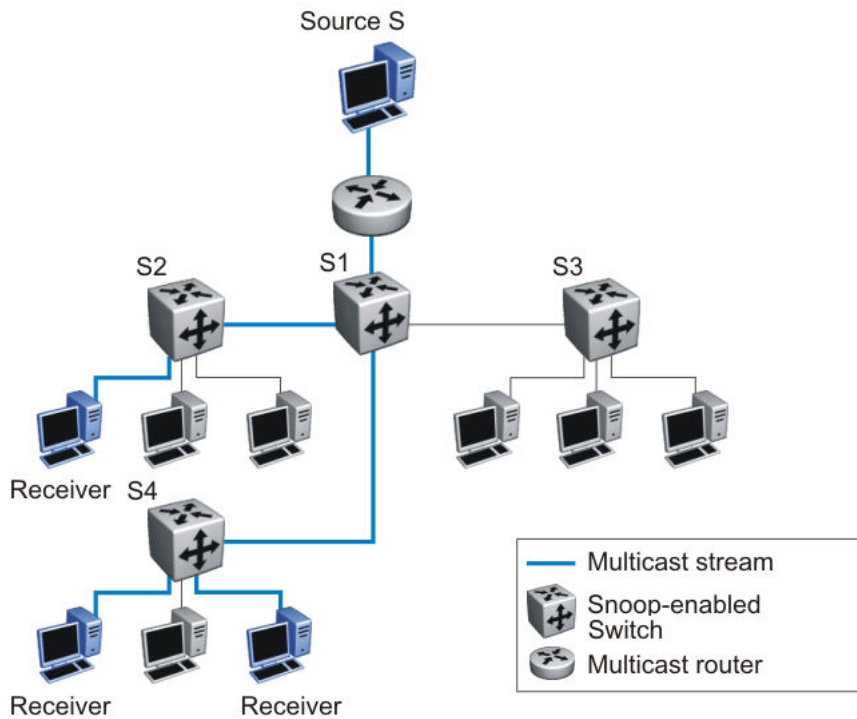 Source S
S2
S1
S3
Receiver
S4
Receiver
Receiver
Multicast stream
Snoop-enabled
Switch
Multicast router